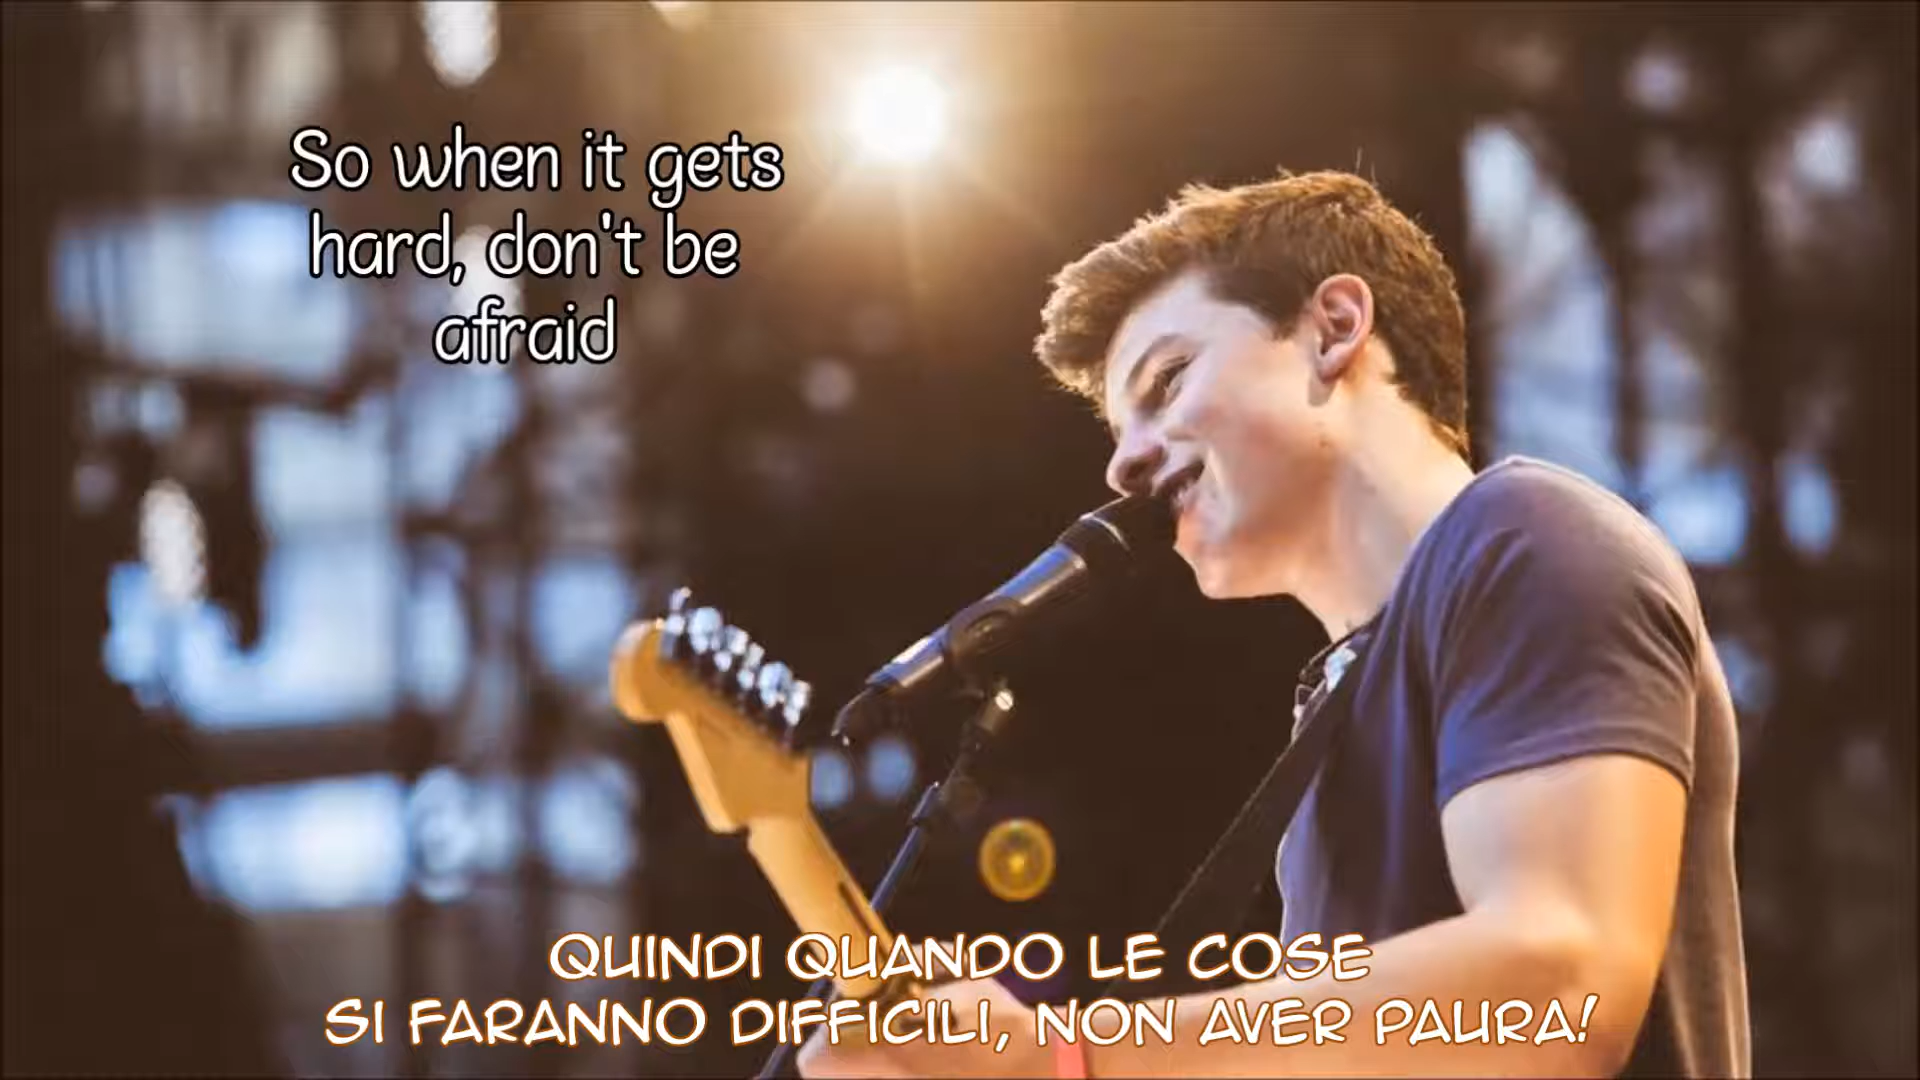 So when it gets
hard, don't be
afraid
QUINDI QUANDO LE COSE
SI FARANNO DIFFICILI, NON AVER PAURA!